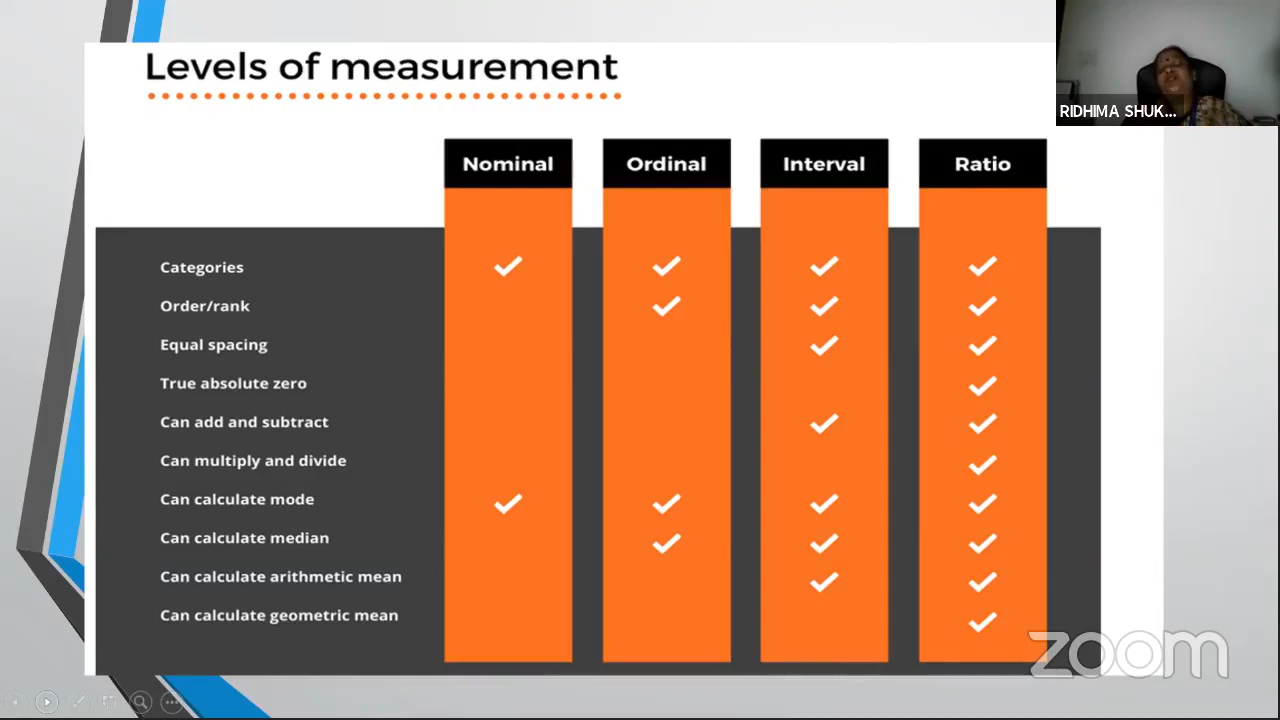 Levels of measurement
RIDHIMA SHUK...
Nominal Ordinal Interval Ratio
Categories
Order/rank
Equal spacing
True absolute zero
Can add and subtract
Can multiply and divide
Can calculate mode
Can calculate median
Can calculate arithmetic mean
Can calculate geometric mean
zoom